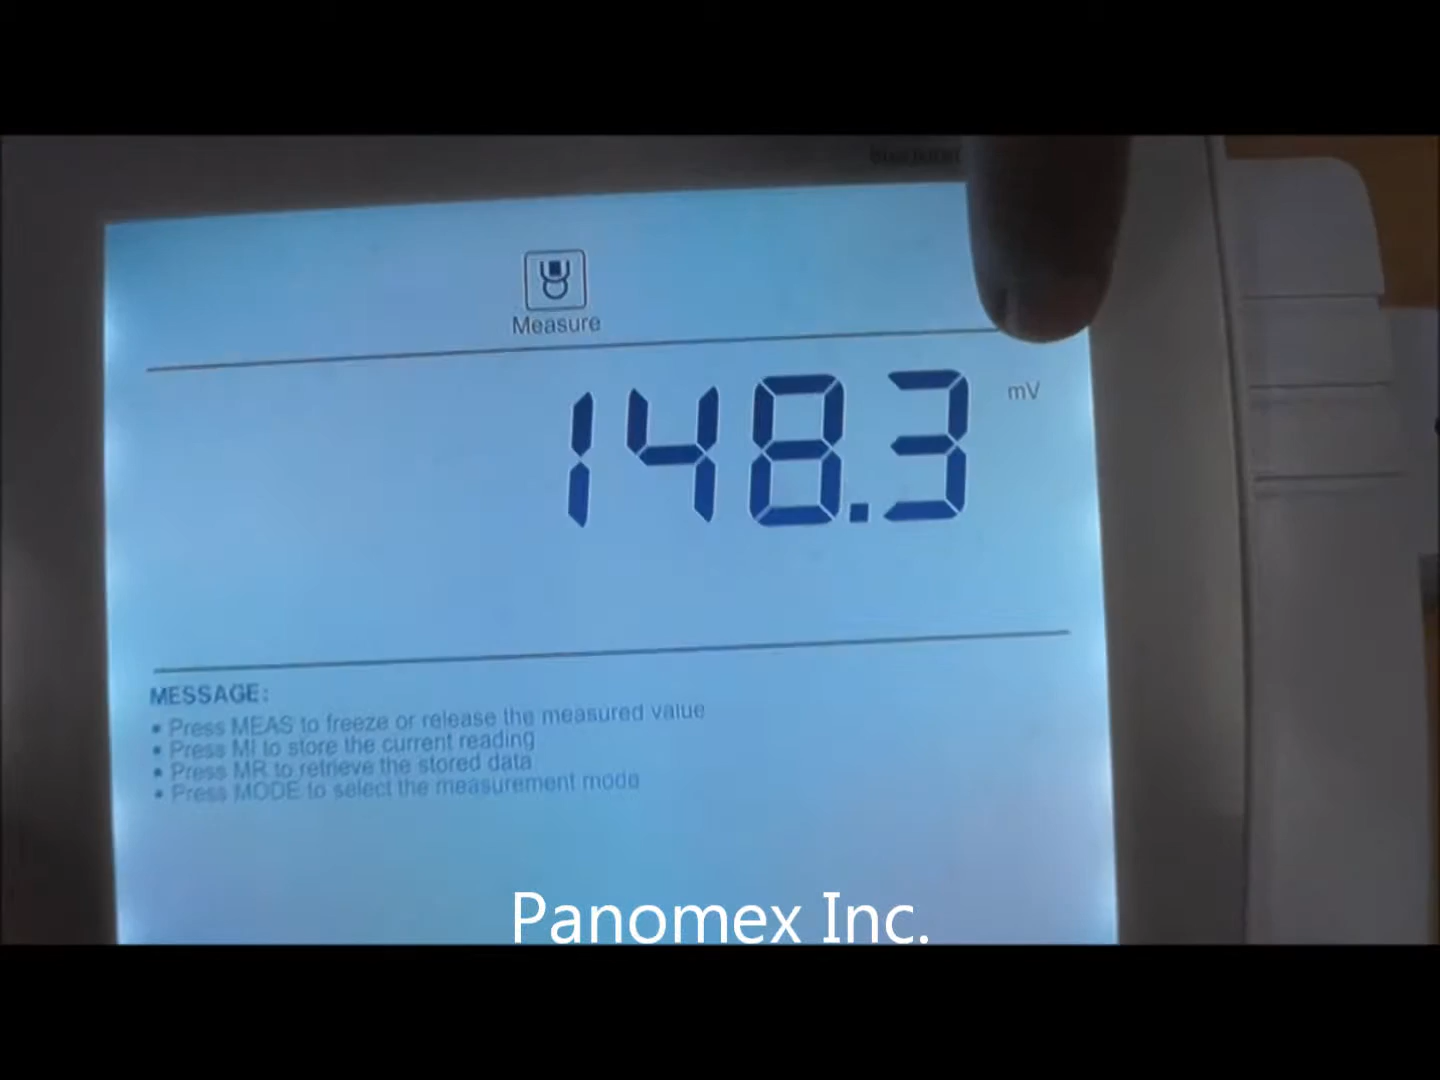 Measure
148.3 mV
MESSAGE:
• Press MEAS to freeze or release the measured value
• Press MI to store the current reading
• Press MR to retrieve the stored data
• Press MODE to select the measurement mode
Panomex Inc.